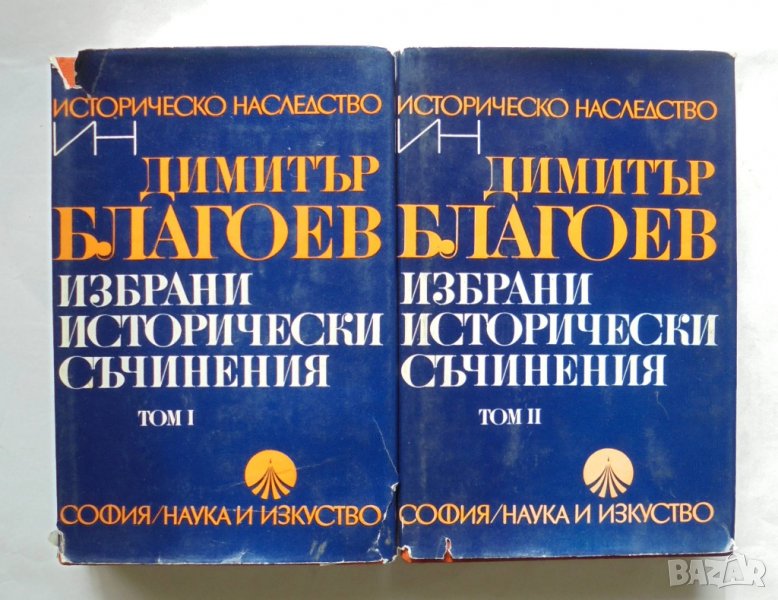 ИСТОРИЧЕСКО НАСЛЕДСТВО
ИН
ДИМИТЪР
БЛАГОЕВ
ИЗБРАНИ
ИСТОРИЧЕСКИ
СЪЧИНЕНИЯ
ТОМ I
СОФИЯ/НАУКА И ИЗКУСТВО
ИСТОРИЧЕСКО НАСЛЕДСТВО
ИН
ДИМИТЪР
БЛАГОЕВ
ИЗБРАНИ
ИСТОРИЧЕСКИ
СЪЧИНЕНИЯ
ТОМ II
СОФИЯ/НАУКА И ИЗКУСТВО
BAZAR